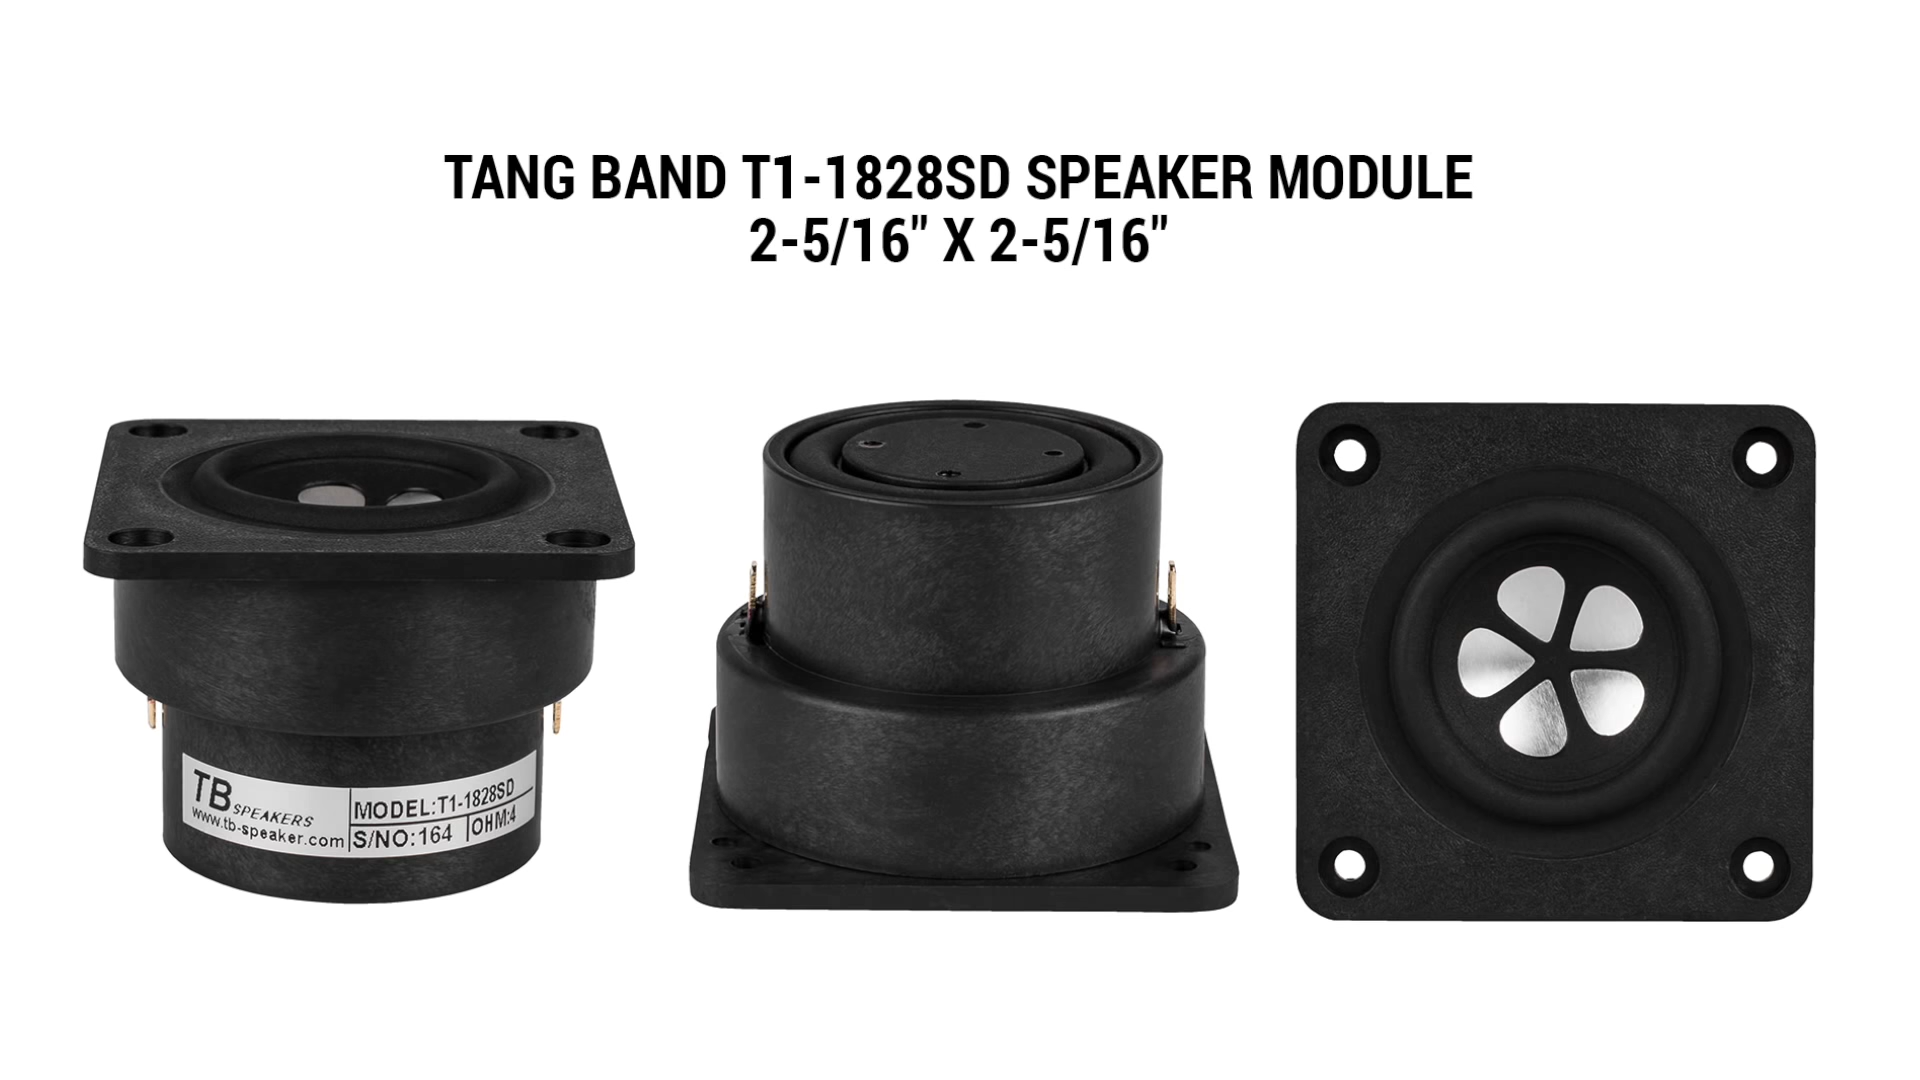 TANG BAND T1-1828SD SPEAKER MODULE
2-5/16" X 2-5/16"
TB SPEAKERS
www.tb-speaker.com
MODEL:T1-1828SD
S/NO:164 OHM:4